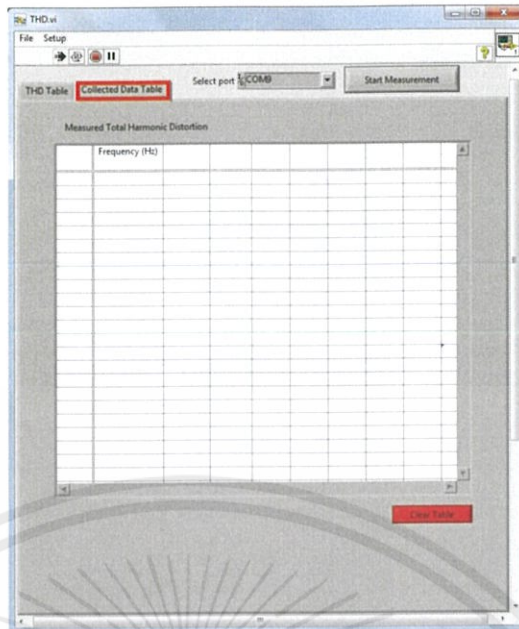 THD.vi
File Setup
Select port COM9 Start Measurement
THD Table Collected Data Table
Measured Total Harmonic Distortion
Frequency (Hz)
Clear Table